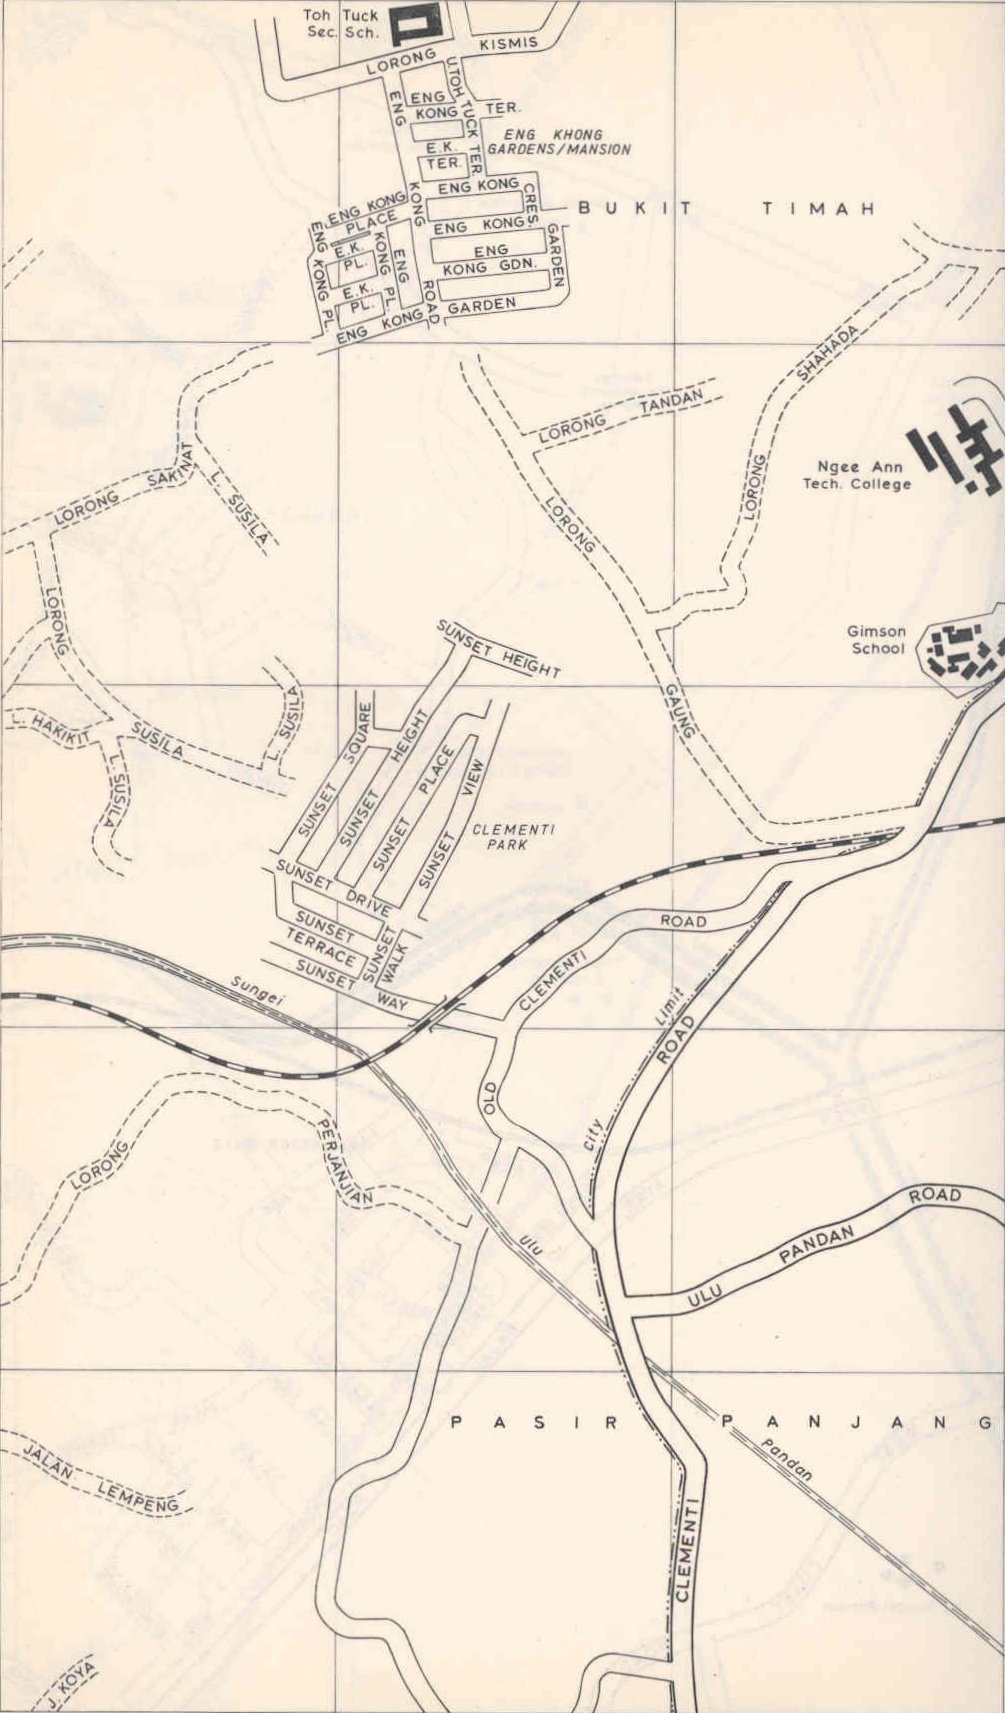 Toh Tuck
Sec. Sch.
LORONG
KISMIS
U.TOH TUCK TER.
ENG
KONG
ROAD
ENG
KONG
TER.
E.K.
TER.
ENG KHONG
GARDENS/MANSION
ENG KONG
CRES.
BUKIT TIMAH
ENG KONG
PLACE
ENG KONG PL.
E.K.
PL.
KONG PL.
ENG
E.K.
PL.
ENG KONG
GARDEN
ENG
KONG GDN.
ENG KONG
GARDEN
LORONG SHAHADA
LORONG TANDAN
Ngee Ann
Tech. College
LORONG SAKINAT
L. SUSILA
LORONG
GAUNG
LORONG
SUSILA
Gimson
School
SUNSET HEIGHT
L. HAKIKIT
L. SUSILA
L. SUSILA
SUNSET SQUARE
SUNSET HEIGHT
SUNSET PLACE
SUNSET VIEW
CLEMENTI
PARK
SUNSET DRIVE
SUNSET
TERRACE
SUNSET
WALK
SUNSET WAY
Sungei
OLD
CLEMENTI
ROAD
City
Limit
ROAD
LORONG
PERJANJIAN
Ulu
ULU PANDAN ROAD
PASIR PANJANG
Pandan
JALAN LEMPENG
CLEMENTI
J. KOYA